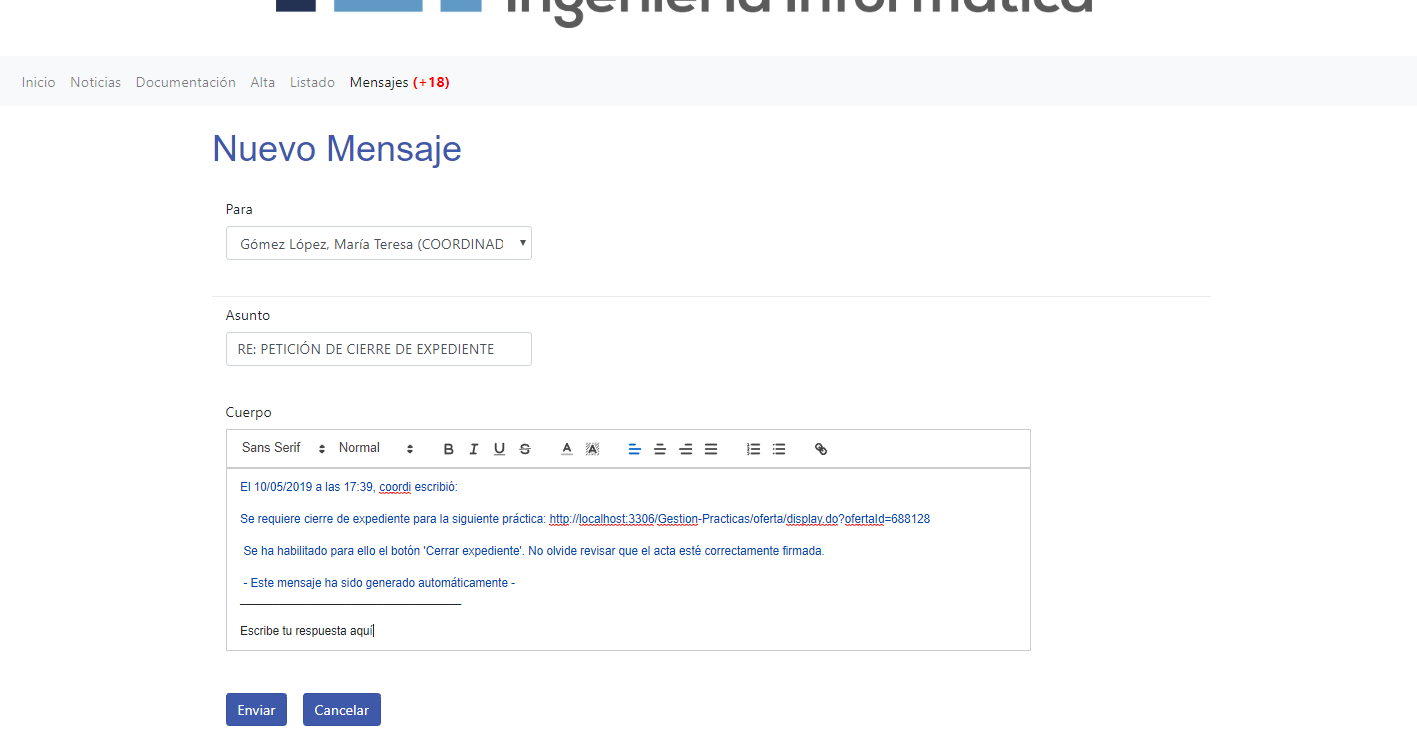 ingeniería informática
Inicio Noticias Documentación Alta Listado Mensajes (+18)
Nuevo Mensaje
Para
Gómez López, María Teresa (COORDINAD
Asunto
RE: PETICIÓN DE CIERRE DE EXPEDIENTE
Cuerpo
Sans Serif Normal B I U S A A
El 10/05/2019 a las 17:39, coordi escribió:
Se requiere cierre de expediente para la siguiente práctica: http://localhost:3306/Gestion-Practicas/oferta/display.do?ofertaId=688128
Se ha habilitado para ello el botón 'Cerrar expediente'. No olvide revisar que el acta esté correctamente firmada.
- Este mensaje ha sido generado automáticamente -
Escribe tu respuesta aquí
Enviar Cancelar